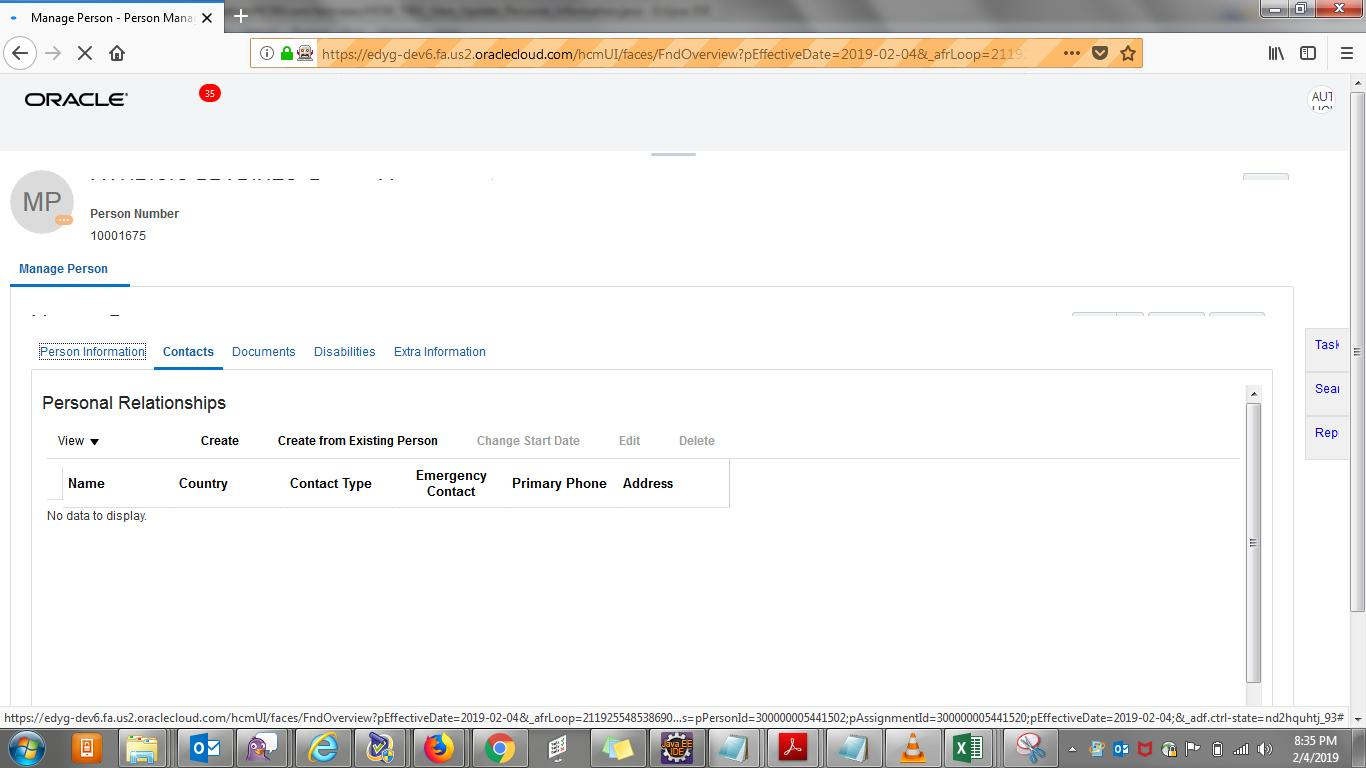 Manage Person - Person Mana
https://edyg-dev6.fa.us2.oraclecloud.com/hcmUI/faces/FndOverview?pEffectiveDate=2019-02-04&_afrLoop=2119
ORACLE
35
AUT
MP
Person Number
10001675
Manage Person
Person Information Contacts Documents Disabilities Extra Information
Task
Sear
Rep
Personal Relationships
View Create Create from Existing Person Change Start Date Edit Delete
Name Country Contact Type Emergency Contact Primary Phone Address
No data to display.
https://edyg-dev6.fa.us2.oraclecloud.com/hcmUI/faces/FndOverview?pEffectiveDate=2019-02-04&_afrLoop=211925548538690...s=pPersonId=300000005441502;pAssignmentId=300000005441520;pEffectiveDate=2019-02-04;&_adf.ctrl-state=nd2hquhtj_93#
Java EE
IDE
8:35 PM
2/4/2019